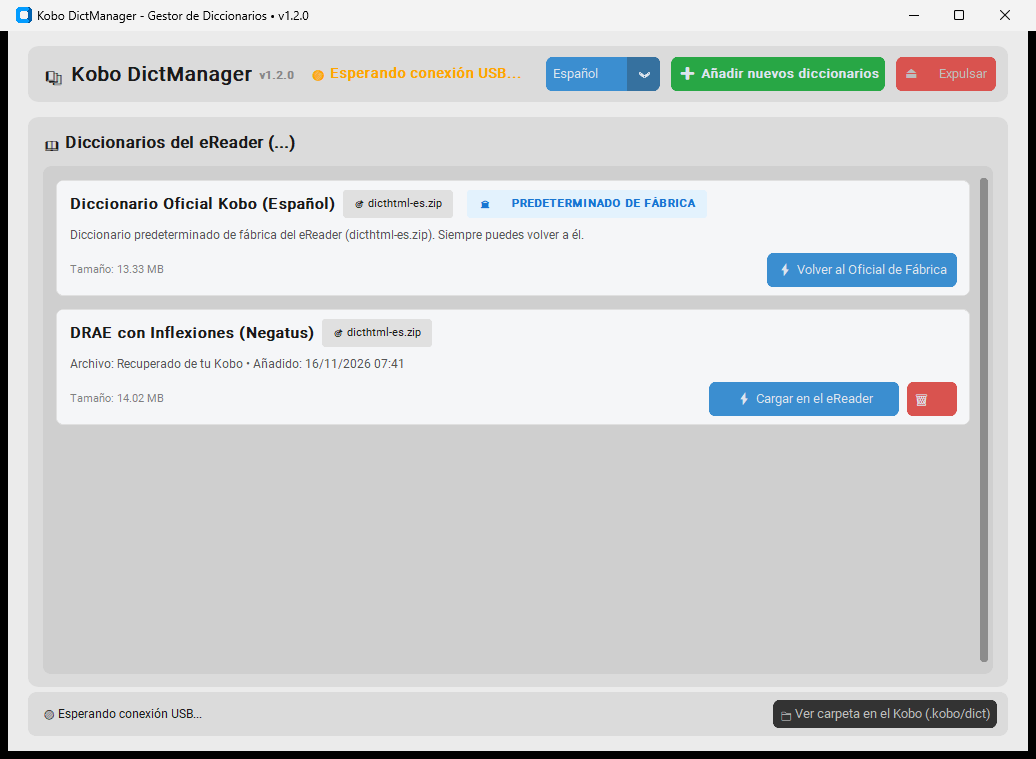 Kobo DictManager - Gestor de Diccionarios • v1.2.0
Kobo DictManager v1.2.0 Esperando conexión USB... Español Añadir nuevos diccionarios Expulsar
Diccionarios del eReader (...)
Diccionario Oficial Kobo (Español) dicthtml-es.zip PREDETERMINADO DE FÁBRICA
Diccionario predeterminado de fábrica del eReader (dicthtml-es.zip). Siempre puedes volver a él.
Tamaño: 13.33 MB Volver al Oficial de Fábrica
DRAE con Inflexiones (Negatus) dicthtml-es.zip
Archivo: Recuperado de tu Kobo • Añadido: 16/11/2026 07:41
Tamaño: 14.02 MB Cargar en el eReader
Esperando conexión USB... Ver carpeta en el Kobo (.kobo/dict)